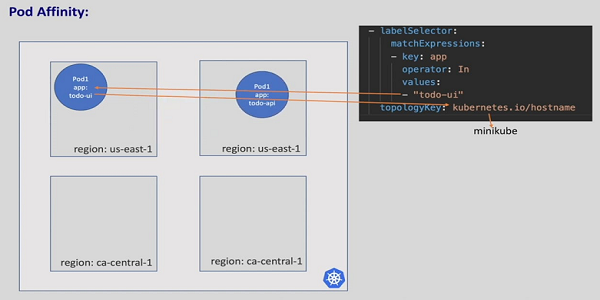 Pod Affinity:
Pod1
app:
todo-ui
region: us-east-1
Pod1
app:
todo-api
region: us-east-1
region: ca-central-1
region: ca-central-1
- labelSelector:
matchExpressions:
- key: app
operator: In
values:
- "todo-ui"
topologyKey: kubernetes.io/hostname
minikube